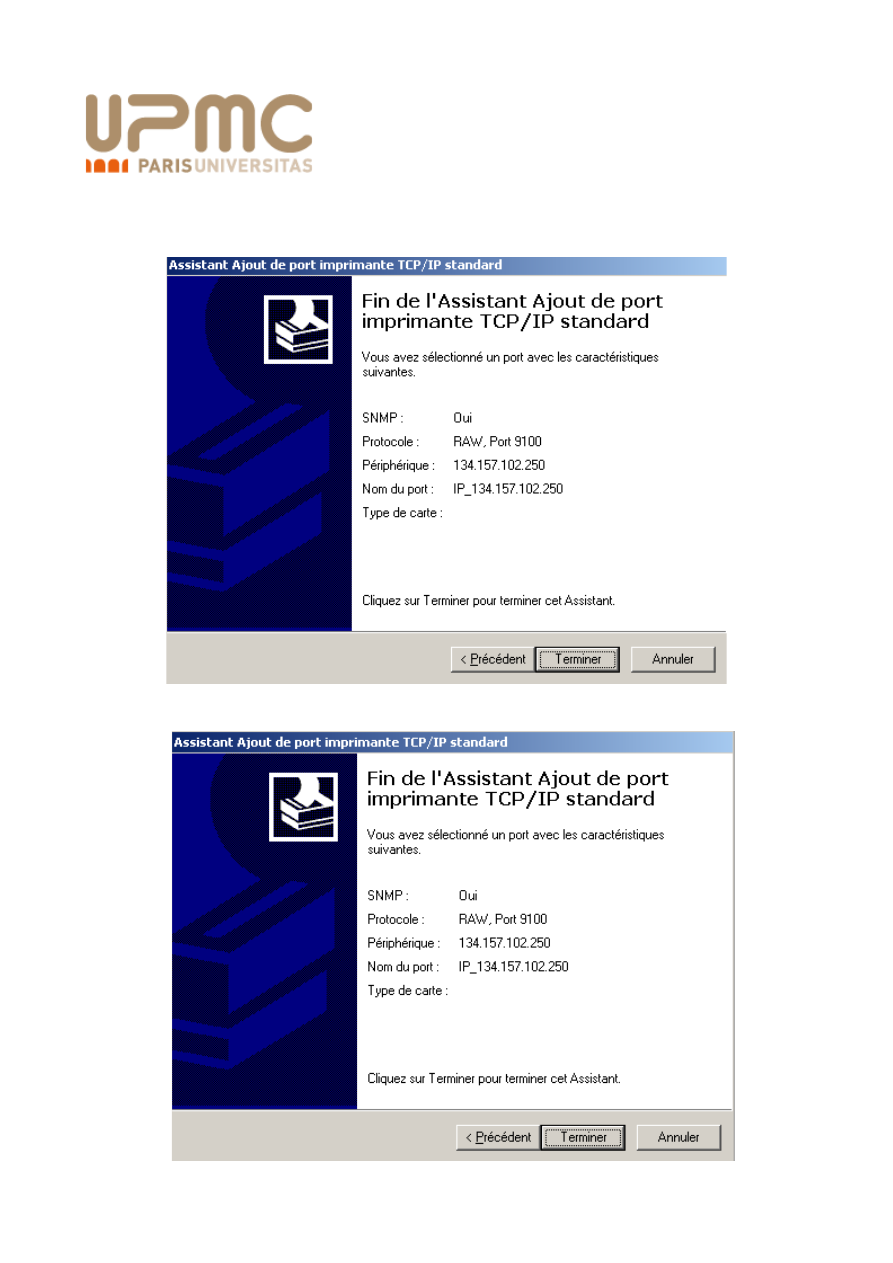 UPMC
PARISUNIVERSITAS
Assistant Ajout de port imprimante TCP/IP standard
Fin de l'Assistant Ajout de port
imprimante TCP/IP standard
Vous avez sélectionné un port avec les caractéristiques
suivantes.
SNMP : Oui
Protocole : RAW, Port 9100
Périphérique : 134.157.102.250
Nom du port : IP_134.157.102.250
Type de carte :
Cliquez sur Terminer pour terminer cet Assistant.
< Précédent Terminer Annuler
Assistant Ajout de port imprimante TCP/IP standard
Fin de l'Assistant Ajout de port
imprimante TCP/IP standard
Vous avez sélectionné un port avec les caractéristiques
suivantes.
SNMP : Oui
Protocole : RAW, Port 9100
Périphérique : 134.157.102.250
Nom du port : IP_134.157.102.250
Type de carte :
Cliquez sur Terminer pour terminer cet Assistant.
< Précédent Terminer Annuler